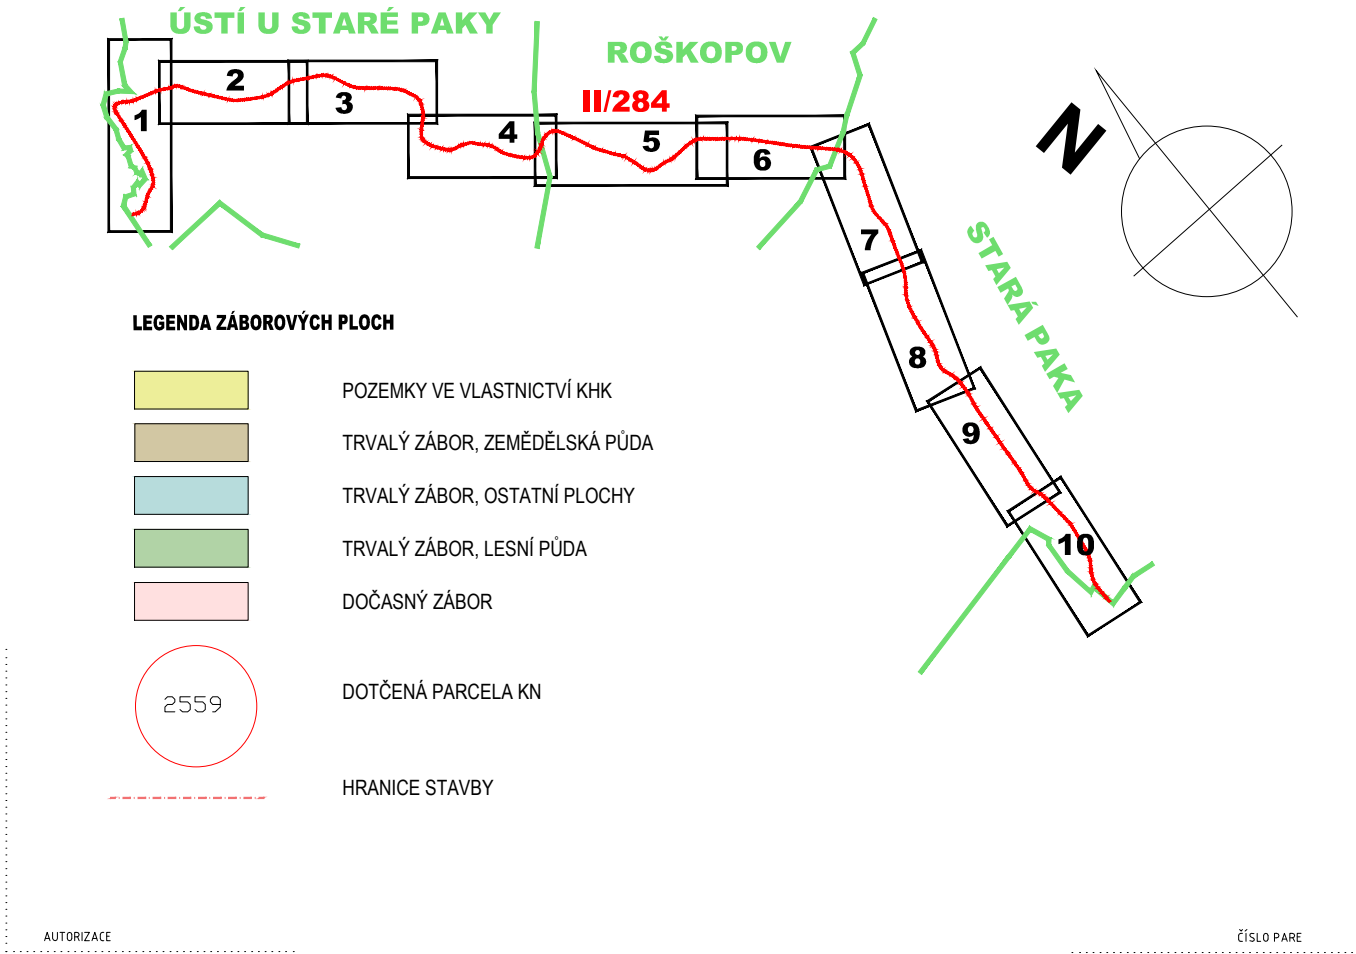 ÚSTÍ U STARÉ PAKY
ROŠKOPOV
II/284
1
2
3
4
5
6
7
8
9
10
N
STARÁ PAKA
LEGENDA ZÁBOROVÝCH PLOCH
POZEMKY VE VLASTNICTVÍ KHK
TRVALÝ ZÁBOR, ZEMĚDĚLSKÁ PŮDA
TRVALÝ ZÁBOR, OSTATNÍ PLOCHY
TRVALÝ ZÁBOR, LESNÍ PŮDA
DOČASNÝ ZÁBOR
2559
DOTČENÁ PARCELA KN
HRANICE STAVBY
AUTORIZACE
ČÍSLO PARE